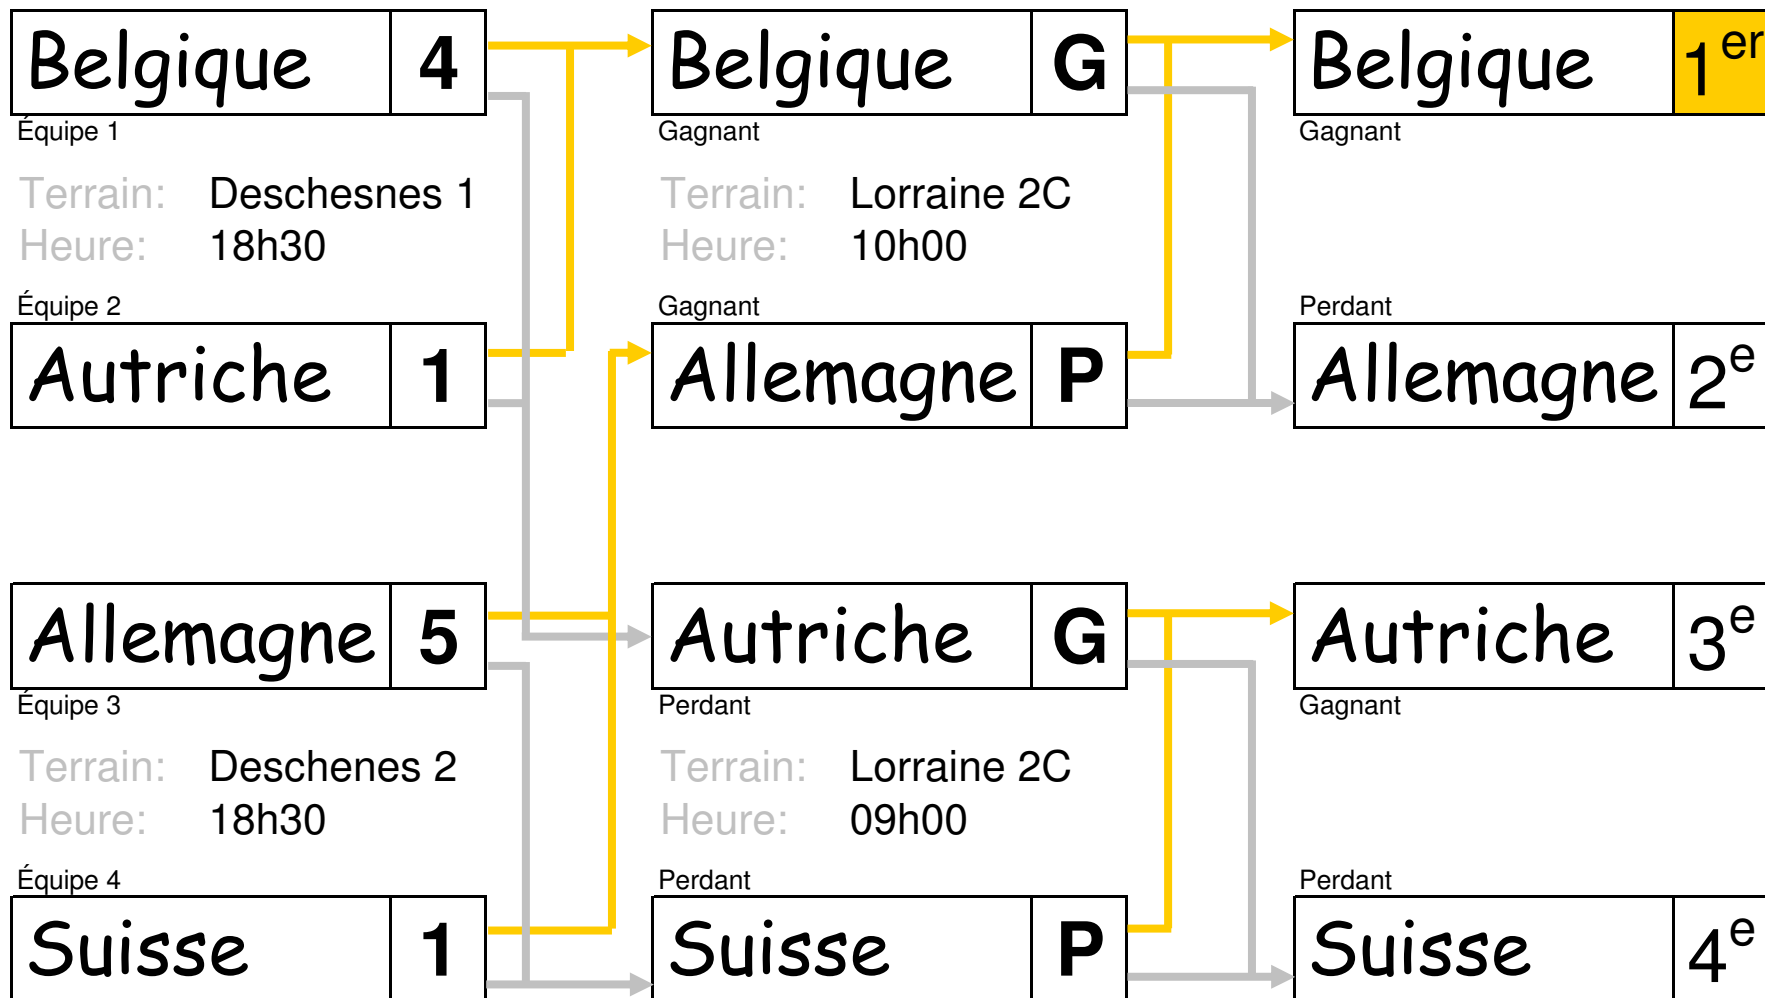 Belgique 4 Belgique G Belgique 1er
Équipe 1 Gagnant Gagnant
Terrain: Deschesnes 1 Terrain: Lorraine 2C
Heure: 18h30 Heure: 10h00
Équipe 2 Gagnant Perdant
Autriche 1 Allemagne P Allemagne 2e
Allemagne 5 Autriche G Autriche 3e
Équipe 3 Perdant Gagnant
Terrain: Deschenes 2 Terrain: Lorraine 2C
Heure: 18h30 Heure: 09h00
Équipe 4 Perdant Perdant
Suisse 1 Suisse P Suisse 4e